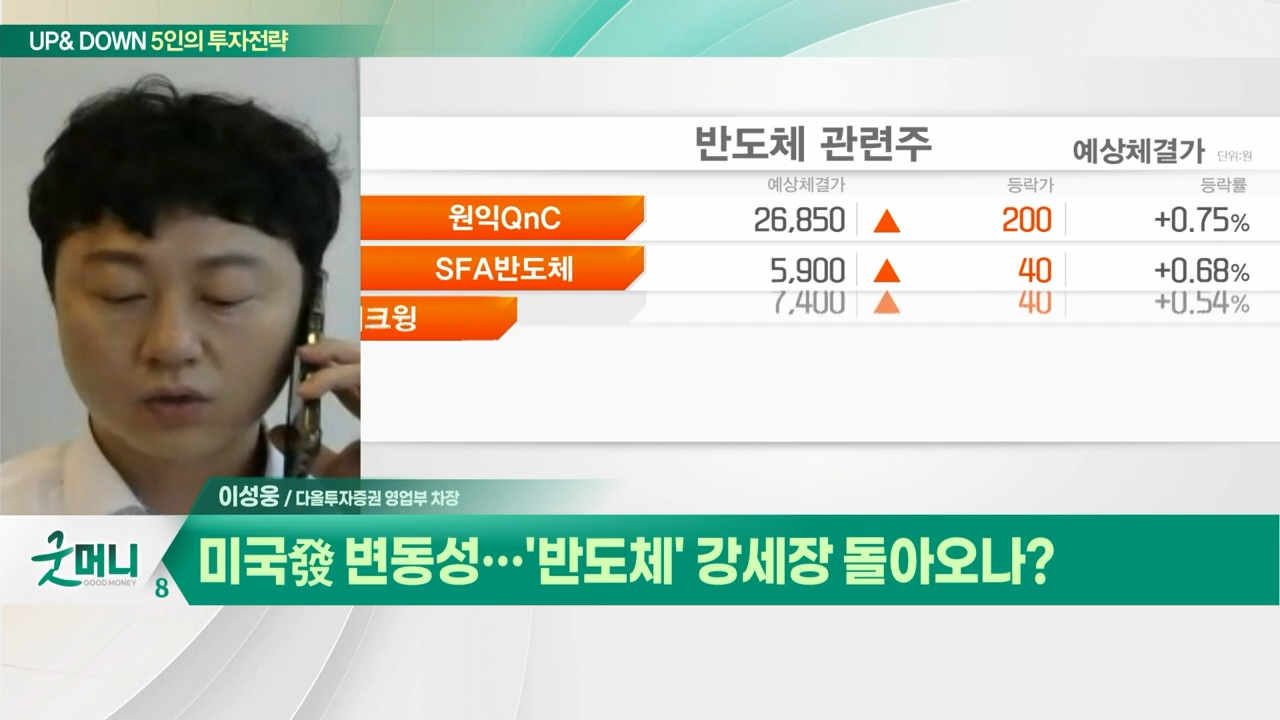 UP& DOWN 5인의 투자전략
반도체 관련주
예상체결가 단위:원
예상체결가 등락가 등락률
원익QnC 26,850 ▲ 200 +0.75%
SFA반도체 5,900 ▲ 40 +0.68%
크윙 7,400 ▲ 40 +0.54%
이성웅 / 다올투자증권 영업부 차장
굿머니
GOOD MONEY
8
미국發 변동성…'반도체' 강세장 돌아오나?